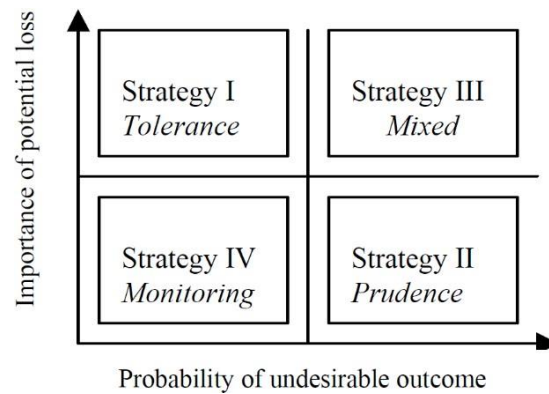 Importance of potential loss
Strategy I
Tolerance
Strategy III
Mixed
Strategy IV
Monitoring
Strategy II
Prudence
Probability of undesirable outcome